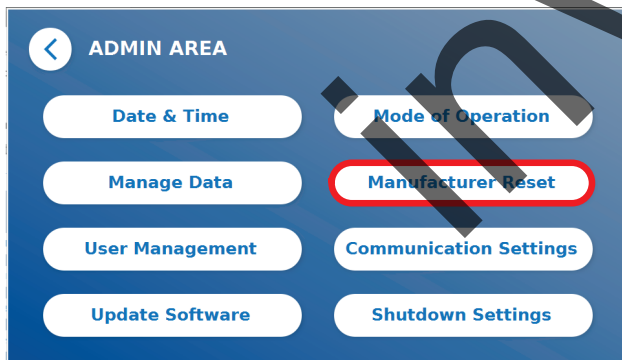 ADMIN AREA
Date & Time
Mode of Operation
Manage Data
Manufacturer Reset
User Management
Communication Settings
Update Software
Shutdown Settings
in